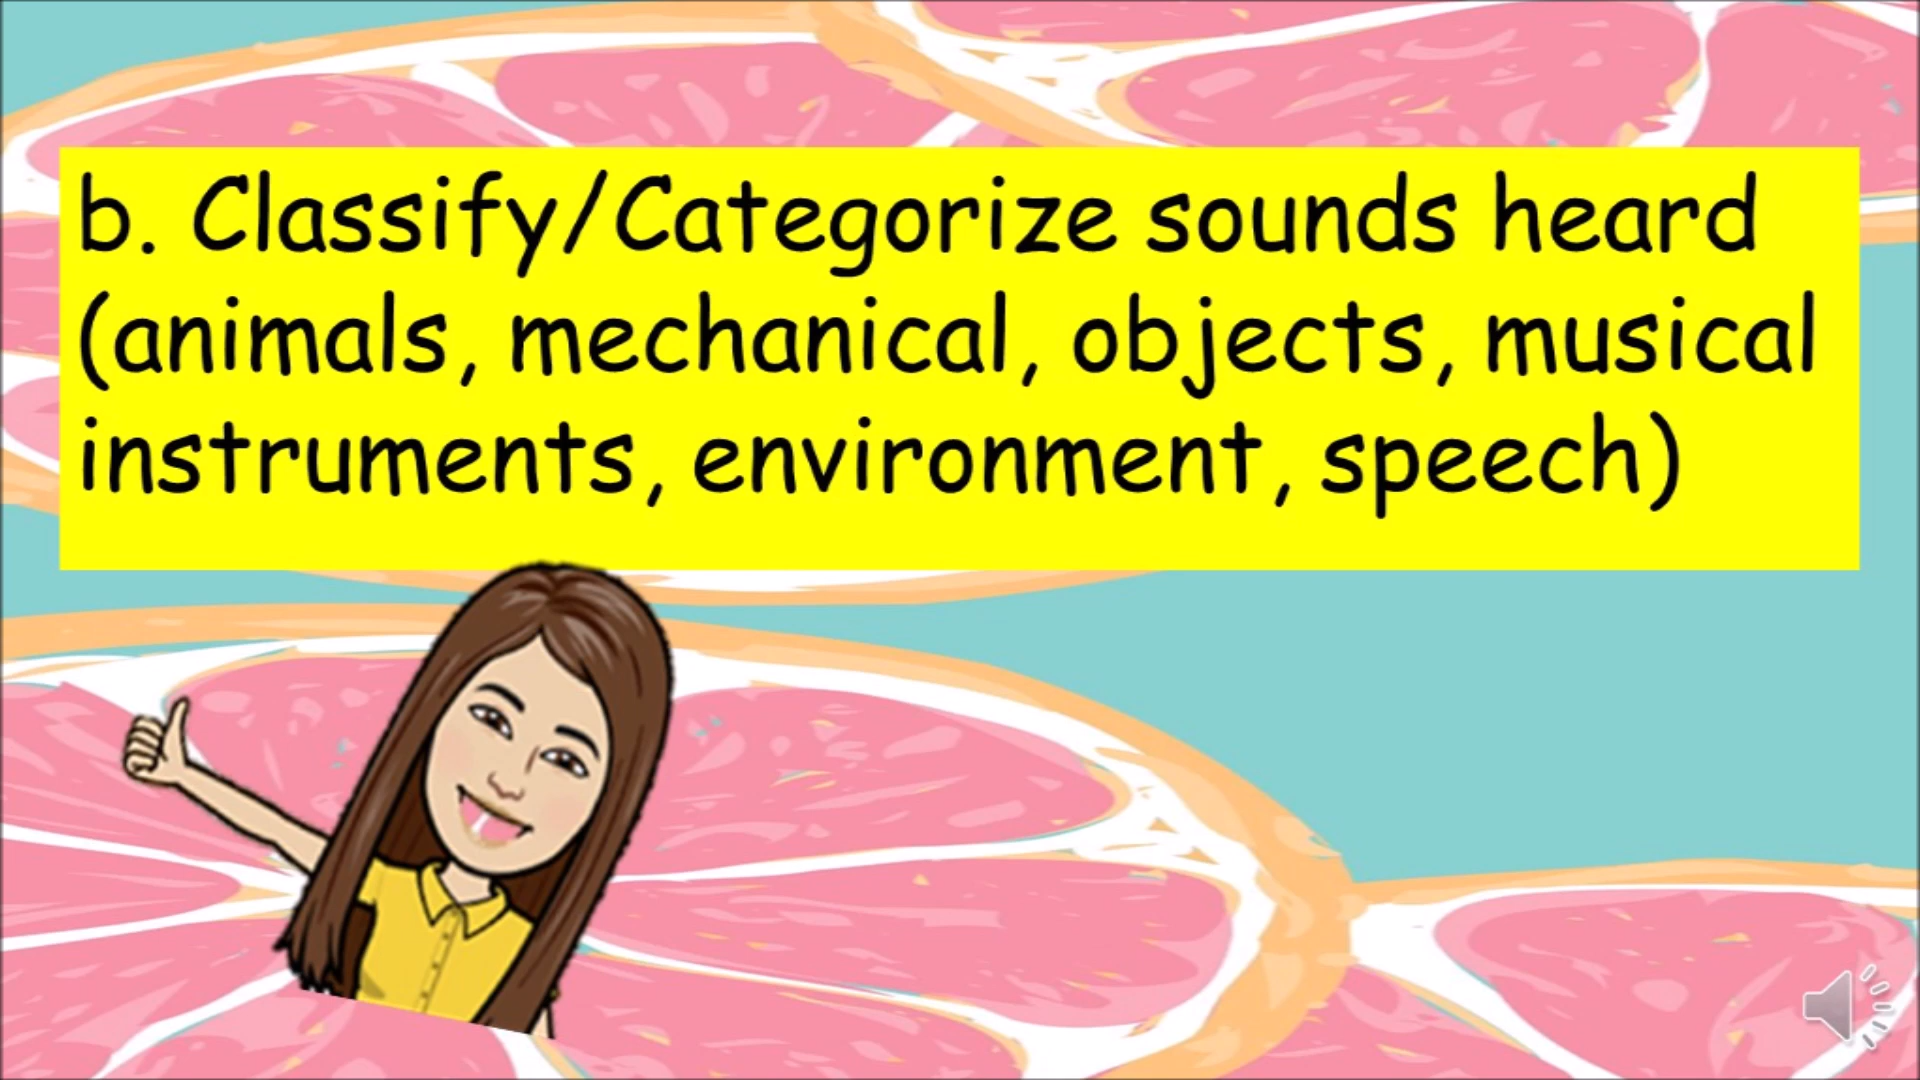 b. Classify/Categorize sounds heard
(animals, mechanical, objects, musical
instruments, environment, speech)